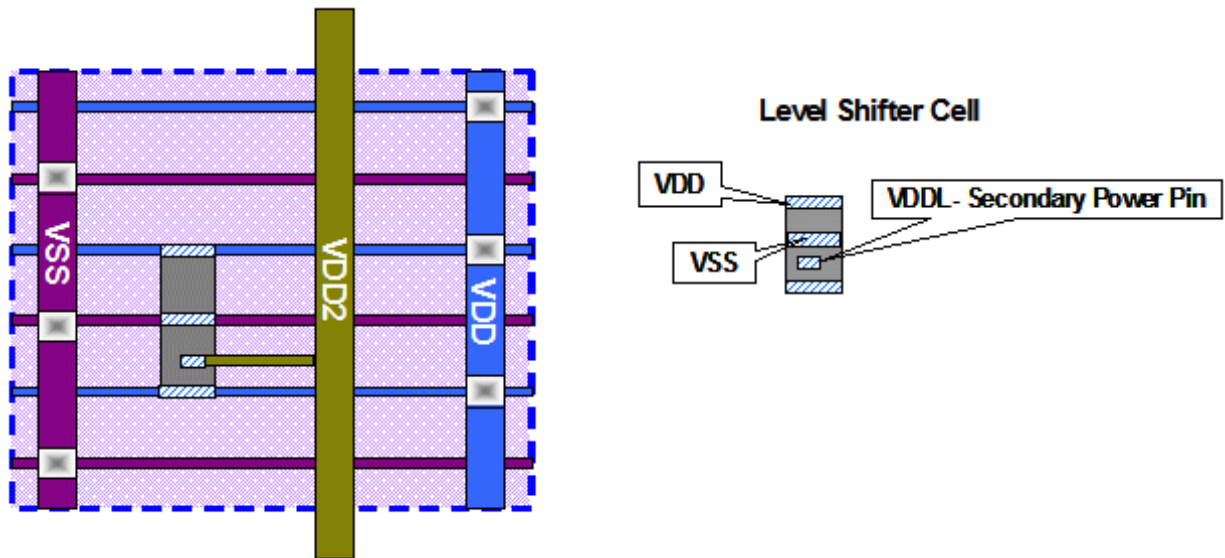 VSS
VDD2
VDD
Level Shifter Cell
VDD
VDDL- Secondary Power Pin
VSS